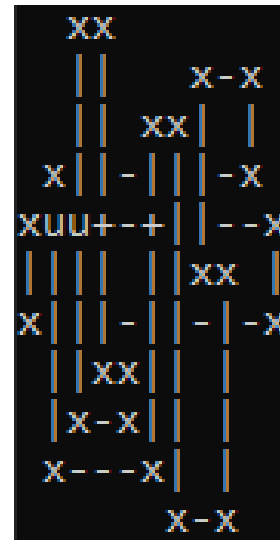 xx
  ||   x-x
  || xx| |
 x||-|||-x
xuu+-+||--x
|||| ||xx |
x|||-||-|-x
 ||xx|| |
 |x-x|| |
 x---x| |
      x-x